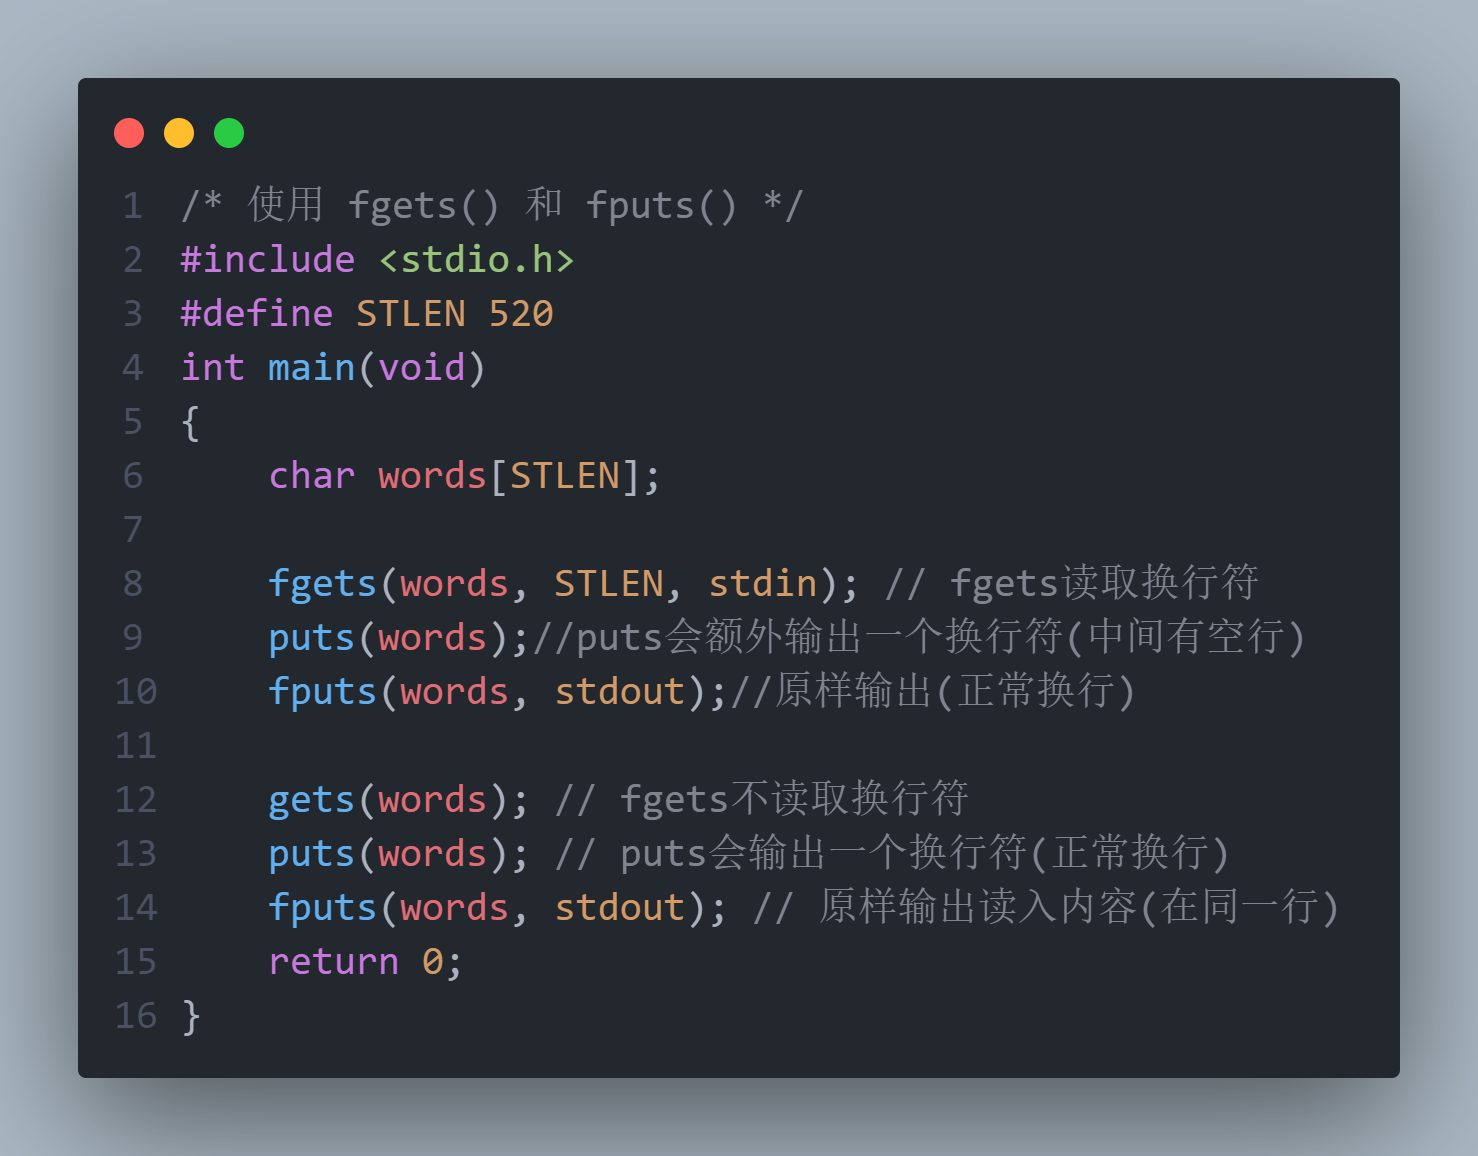 1 /* 使用 fgets() 和 fputs() */
2 #include <stdio.h>
3 #define STLEN 520
4 int main(void)
5 {
6     char words[STLEN];
7
8     fgets(words, STLEN, stdin); // fgets读取换行符
9     puts(words);//puts会额外输出一个换行符(中间有空行)
10     fputs(words, stdout);//原样输出(正常换行)
11
12     gets(words); // fgets不读取换行符
13     puts(words); // puts会输出一个换行符(正常换行)
14     fputs(words, stdout); // 原样输出读入内容(在同一行)
15     return 0;
16 }